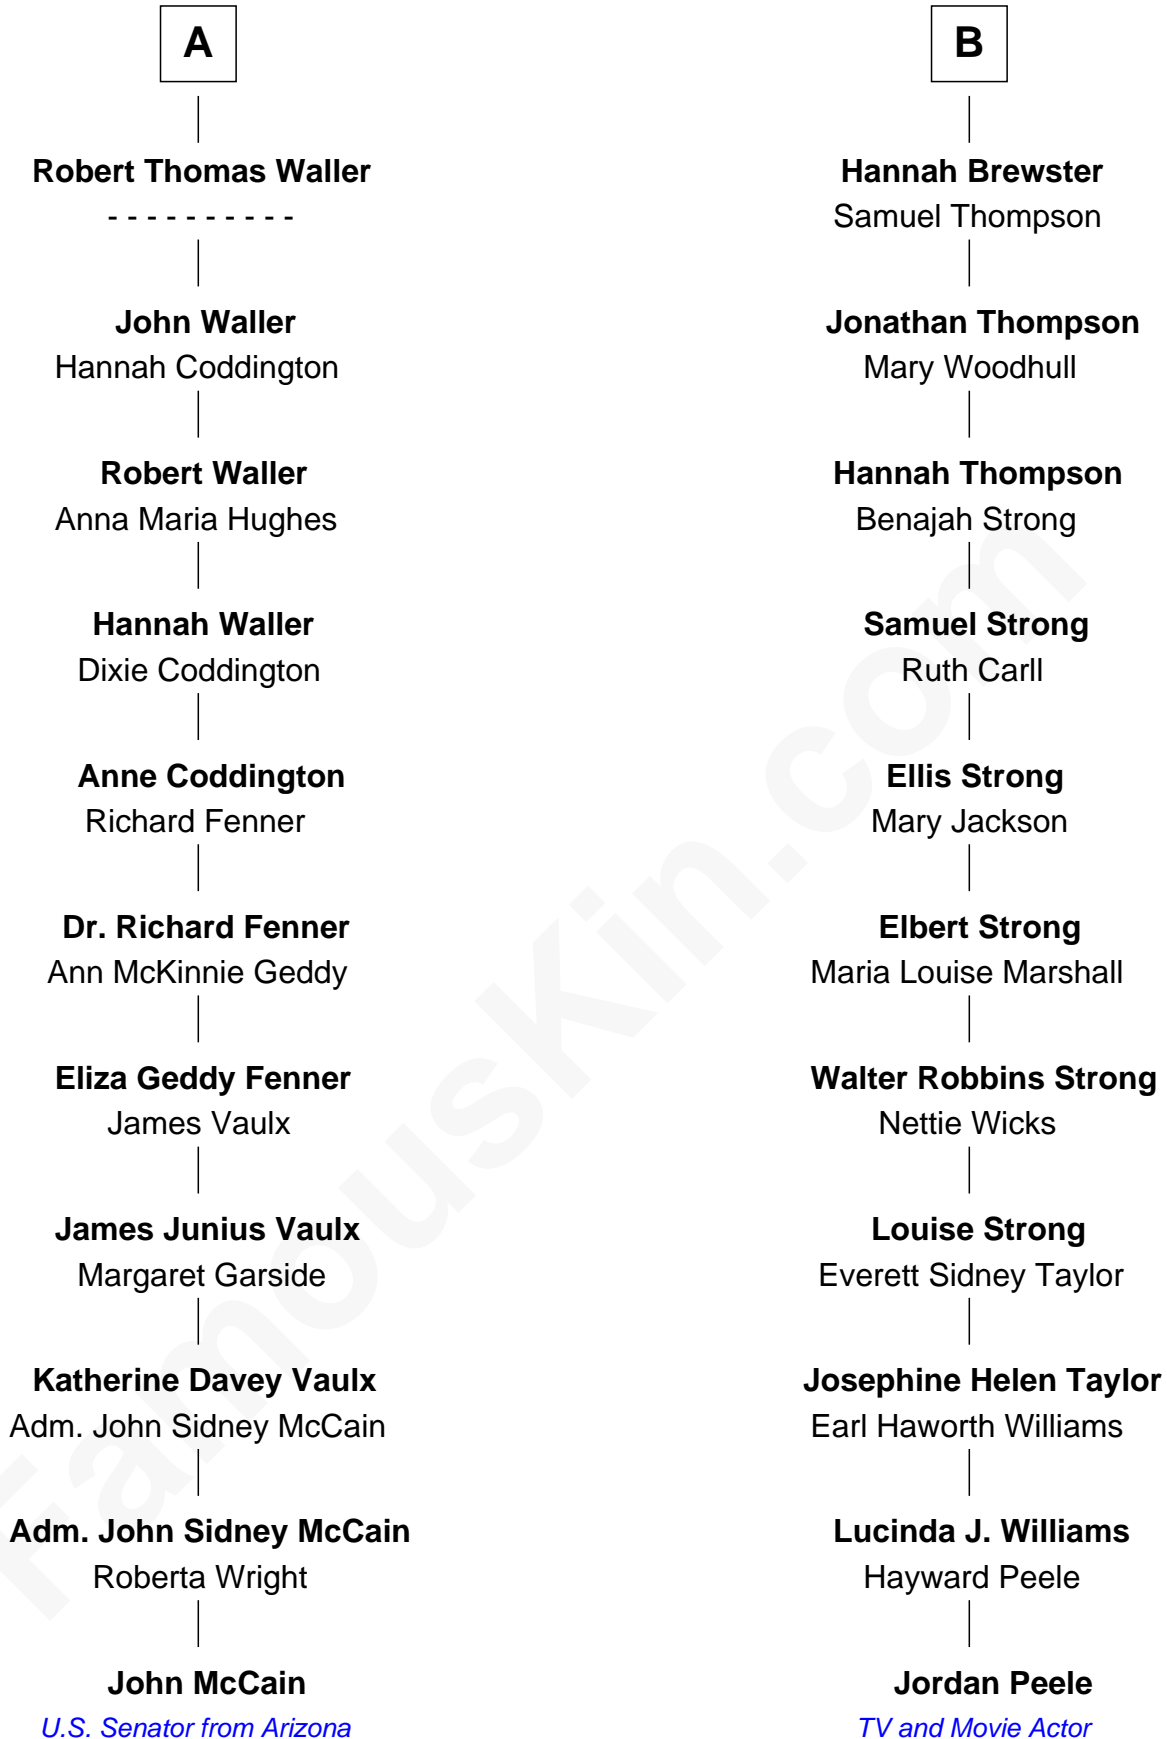 A
Robert Thomas Waller
- - - - - - - - - -
John Waller
Hannah Coddington
Robert Waller
Anna Maria Hughes
Hannah Waller
Dixie Coddington
Anne Coddington
Richard Fenner
Dr. Richard Fenner
Ann McKinnie Geddy
Eliza Geddy Fenner
James Vaulx
James Junius Vaulx
Margaret Garside
Katherine Davey Vaulx
Adm. John Sidney McCain
Adm. John Sidney McCain
Roberta Wright
John McCain
U.S. Senator from Arizona
B
Hannah Brewster
Samuel Thompson
Jonathan Thompson
Mary Woodhull
Hannah Thompson
Benajah Strong
Samuel Strong
Ruth Carll
Ellis Strong
Mary Jackson
Elbert Strong
Maria Louise Marshall
Walter Robbins Strong
Nettie Wicks
Louise Strong
Everett Sidney Taylor
Josephine Helen Taylor
Earl Haworth Williams
Lucinda J. Williams
Hayward Peele
Jordan Peele
TV and Movie Actor
FamousKin.com